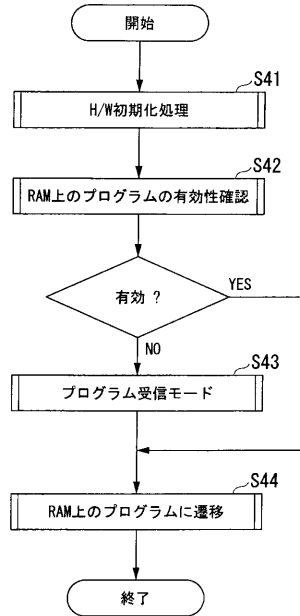 開始
S41
H/W初期化処理
S42
RAM上のプログラムの有効性確認
有効 ?
YES
NO
S43
プログラム受信モード
S44
RAM上のプログラムに遷移
終了